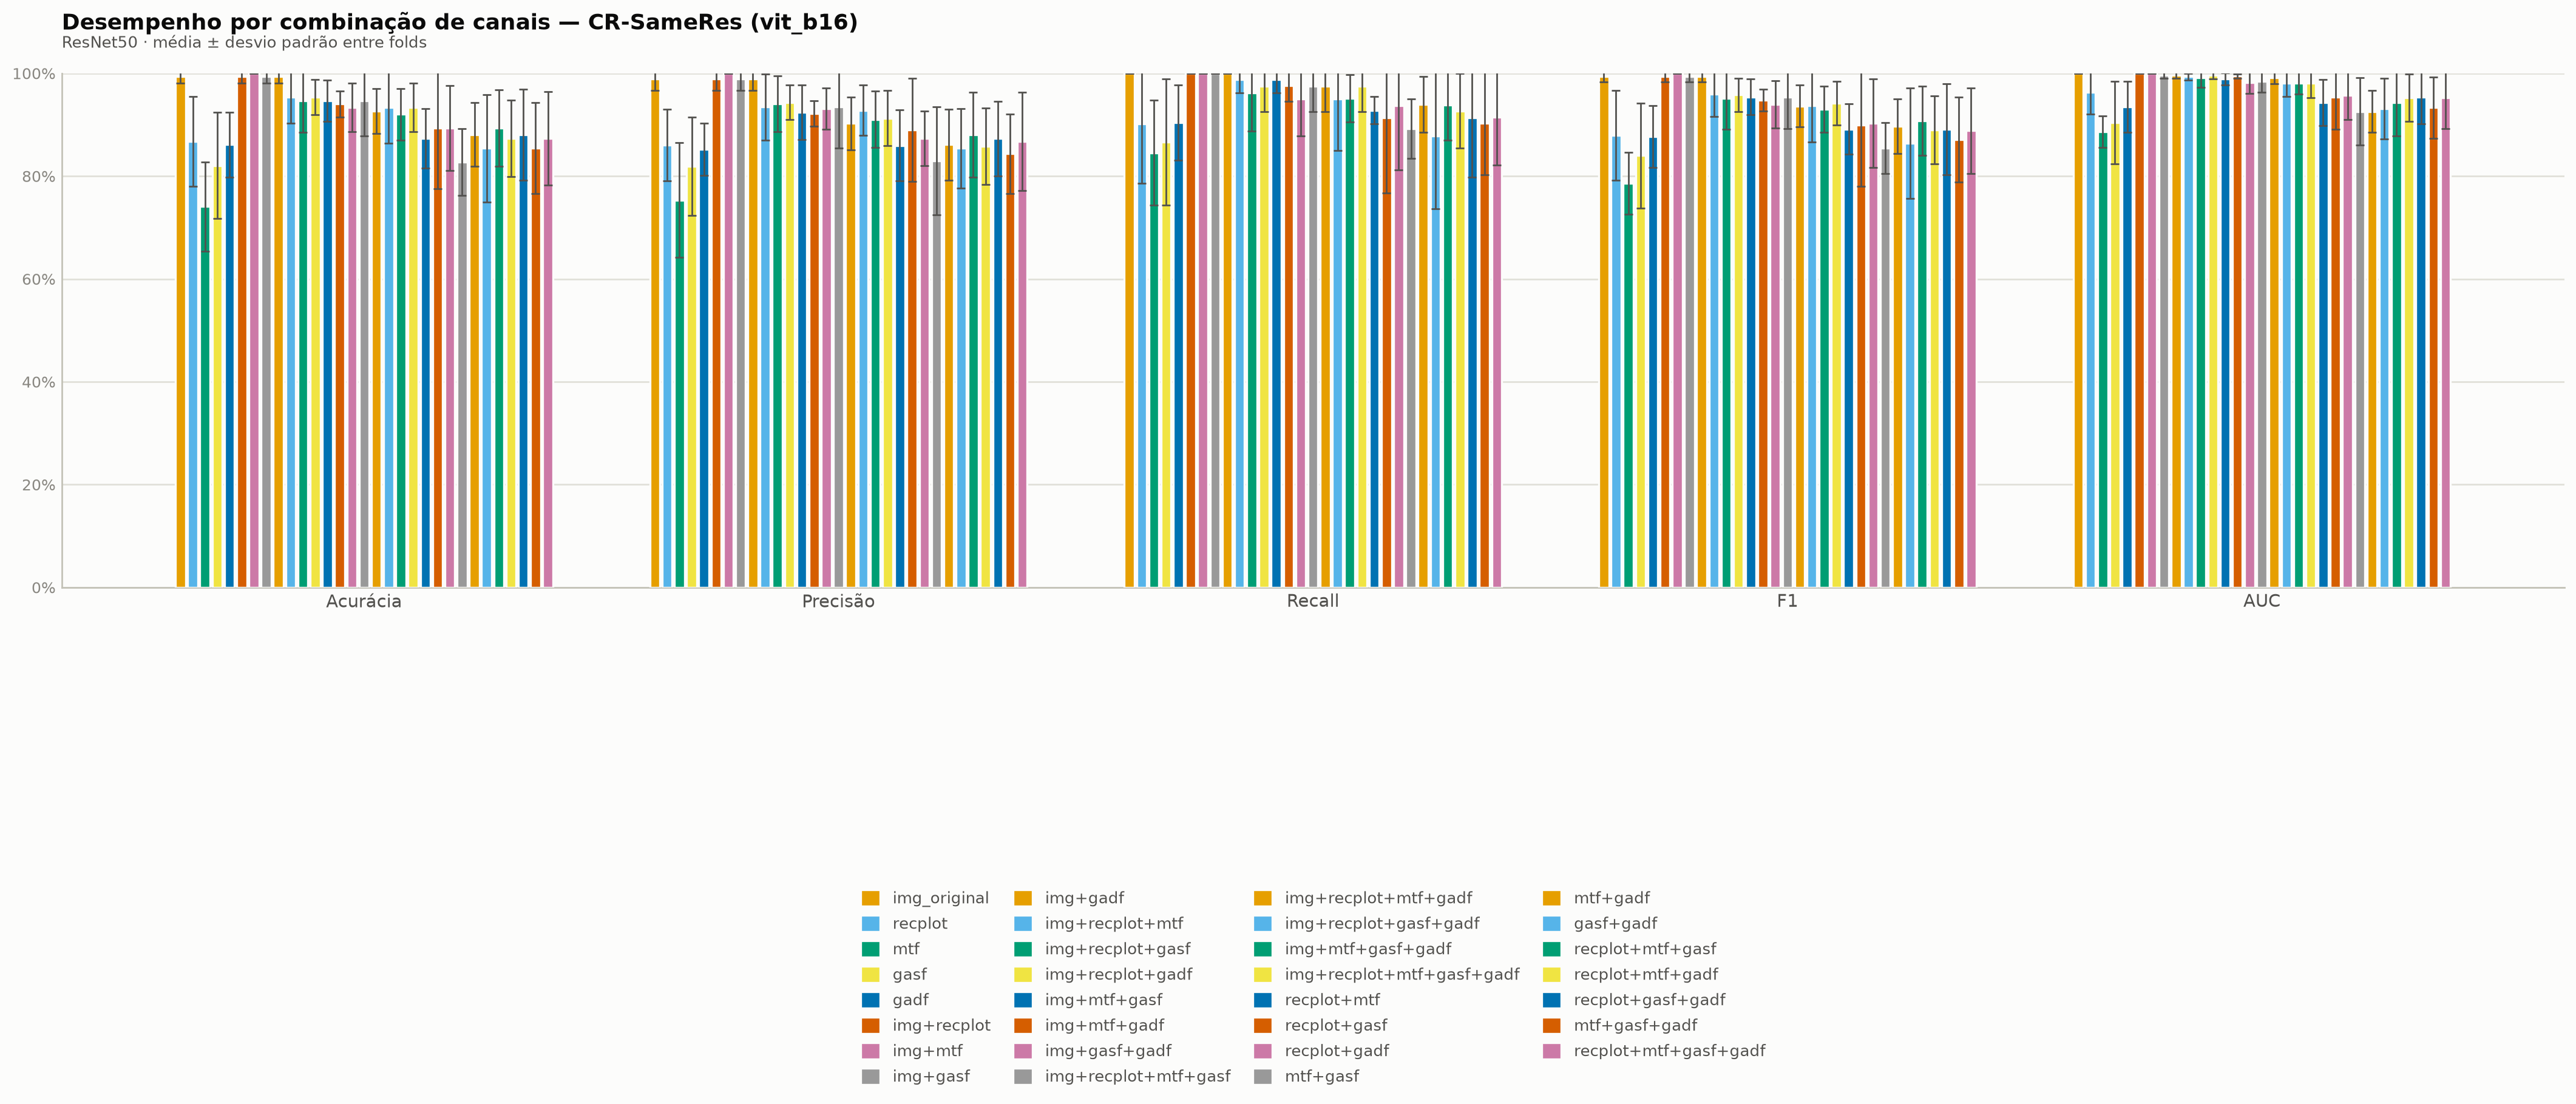 Desempenho por combinação de canais — CR-SameRes (vit_b16)
ResNet50 · média ± desvio padrão entre folds
100%
80%
60%
40%
20%
0%
Acurácia
Precisão
Recall
F1
AUC
img_original
recplot
mtf
gasf
gadf
img+recplot
img+mtf
img+gasf
img+gadf
img+recplot+mtf
img+recplot+gasf
img+recplot+gadf
img+mtf+gasf
img+mtf+gadf
img+gasf+gadf
img+recplot+mtf+gasf
img+recplot+mtf+gadf
img+recplot+gasf+gadf
img+mtf+gasf+gadf
img+recplot+mtf+gasf+gadf
recplot+mtf
recplot+gasf
recplot+gadf
mtf+gasf
mtf+gadf
gasf+gadf
recplot+mtf+gasf
recplot+mtf+gadf
recplot+gasf+gadf
mtf+gasf+gadf
recplot+mtf+gasf+gadf